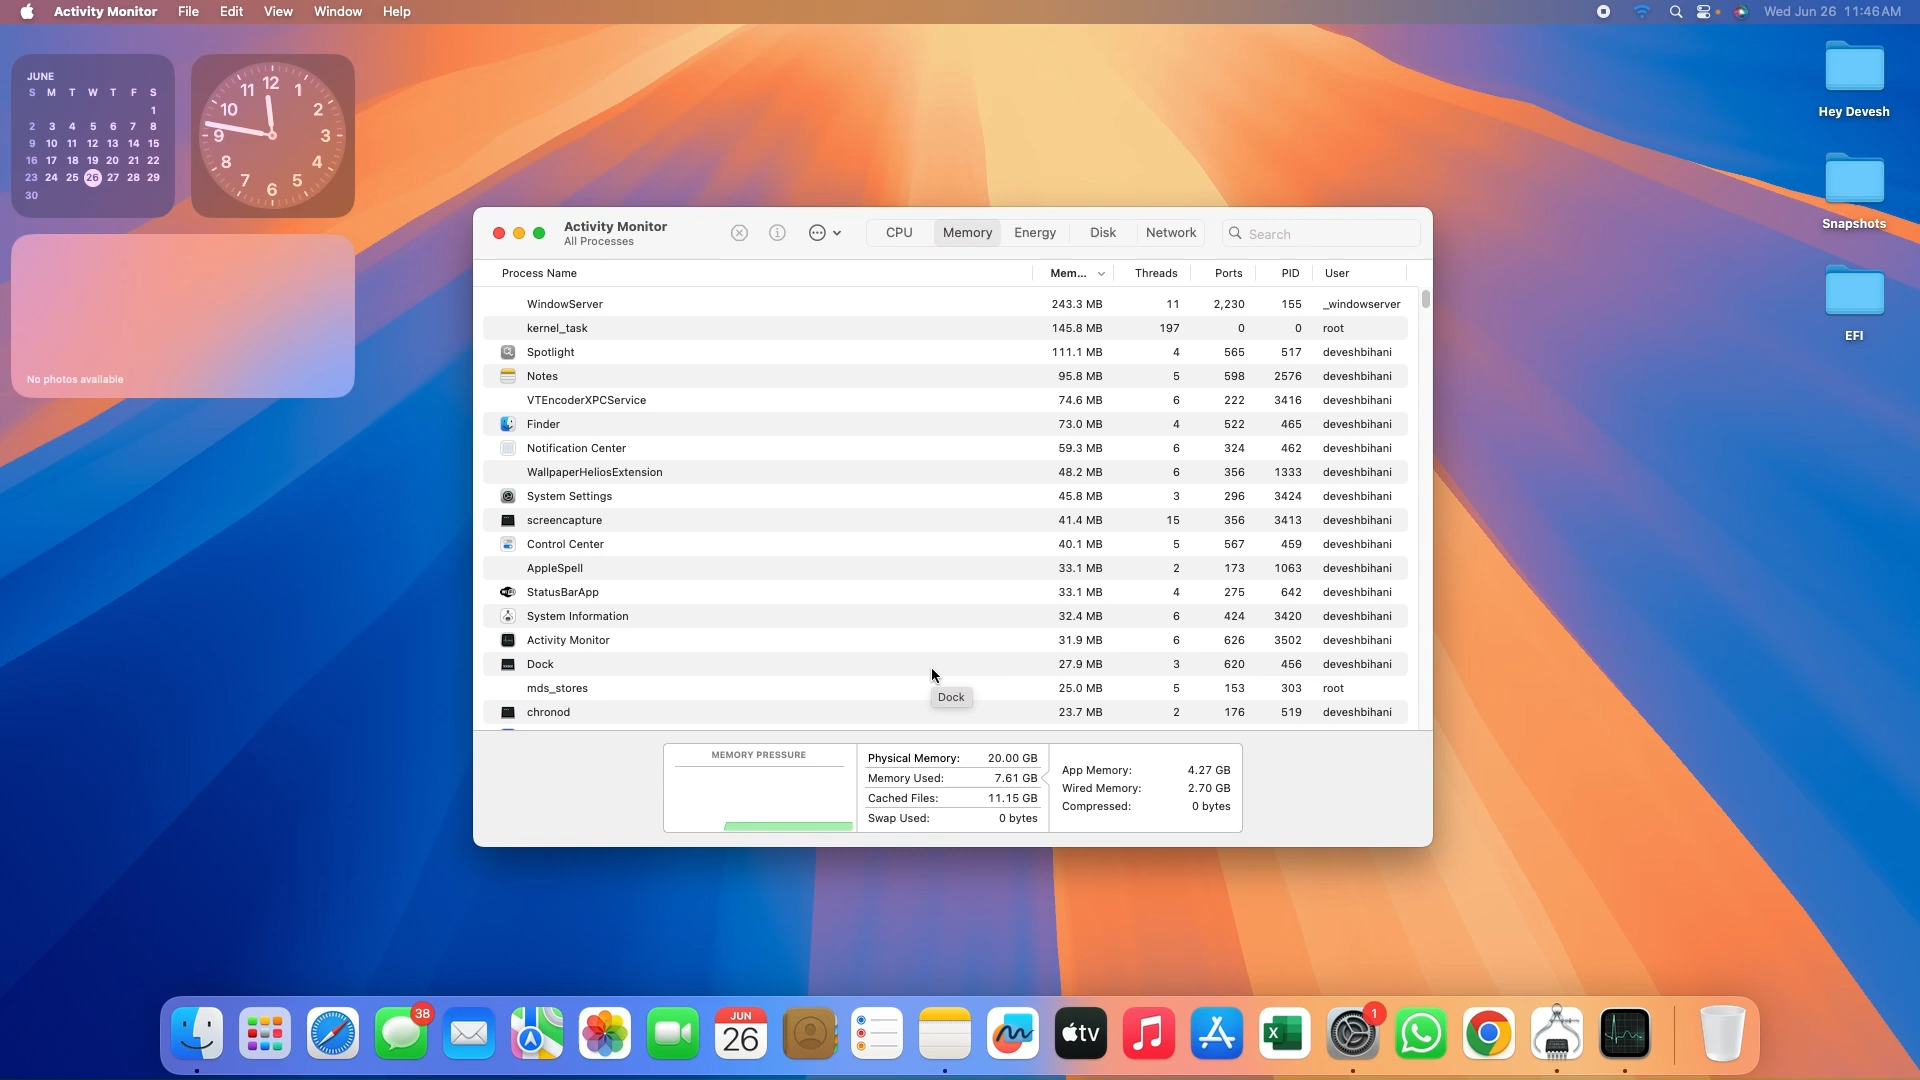 Activity Monitor File Edit View Window Help
Wed Jun 26 11:46AM
JUNE
S M T W T F S
1
2 3 4 5 6 7 8
9 10 11 12 13 14 15
16 17 18 19 20 21 22
23 24 25 26 27 28 29
30
12
11 1
10 2
9 3
8 4
7 5
6
No photos available
Hey Devesh
Snapshots
EFI
Activity Monitor
All Processes
CPU Memory Energy Disk Network Search
Process Name Mem... Threads Ports PID User
WindowServer 243.3 MB 11 2,230 155 _windowserver
kernel_task 145.8 MB 197 0 0 root
Spotlight 111.1 MB 4 565 517 deveshbihani
Notes 95.8 MB 5 598 2576 deveshbihani
VTEncoderXPCService 74.6 MB 6 222 3416 deveshbihani
Finder 73.0 MB 4 522 465 deveshbihani
Notification Center 59.3 MB 6 324 462 deveshbihani
WallpaperHeliosExtension 48.2 MB 6 356 1333 deveshbihani
System Settings 45.8 MB 3 296 3424 deveshbihani
screencapture 41.4 MB 15 356 3413 deveshbihani
Control Center 40.1 MB 5 567 459 deveshbihani
AppleSpell 33.1 MB 2 173 1063 deveshbihani
StatusBarApp 33.1 MB 4 275 642 deveshbihani
System Information 32.4 MB 6 424 3420 deveshbihani
Activity Monitor 31.9 MB 6 626 3502 deveshbihani
Dock 27.9 MB 3 620 456 deveshbihani
mds_stores 25.0 MB 5 153 303 root
Dock
chronod 23.7 MB 2 176 519 deveshbihani
MEMORY PRESSURE
Physical Memory: 20.00 GB
Memory Used: 7.61 GB
Cached Files: 11.15 GB
Swap Used: 0 bytes
App Memory: 4.27 GB
Wired Memory: 2.70 GB
Compressed: 0 bytes
38
JUN
26
tv
X
1